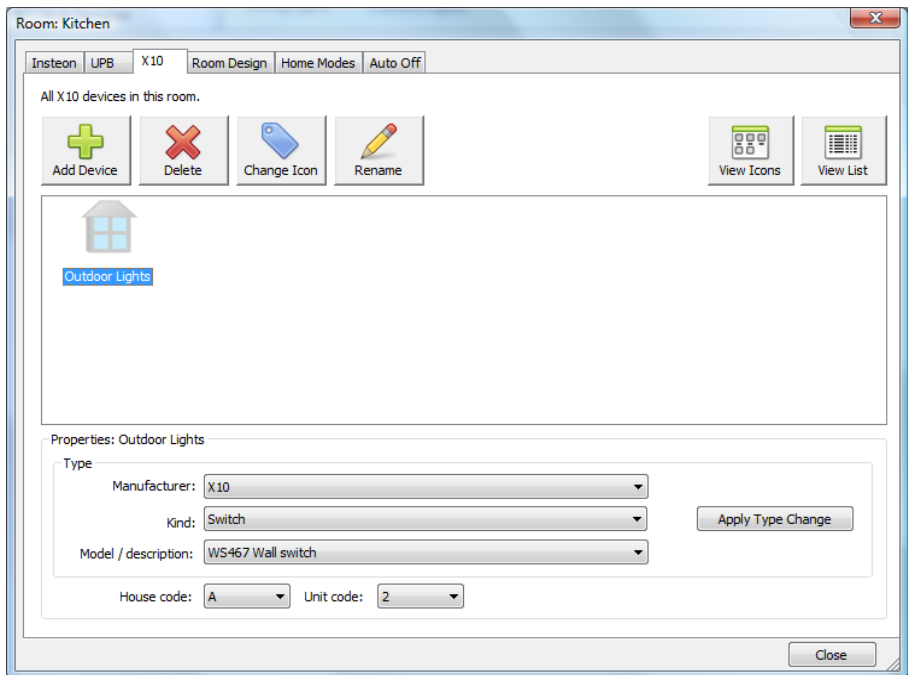 Room: Kitchen
Insteon UPB X10 Room Design Home Modes Auto Off
All X10 devices in this room.
Add Device Delete Change Icon Rename View Icons View List
Outdoor Lights
Properties: Outdoor Lights
Type
Manufacturer: X10
Kind: Switch Apply Type Change
Model / description: WS467 Wall switch
House code: A Unit code: 2
Close